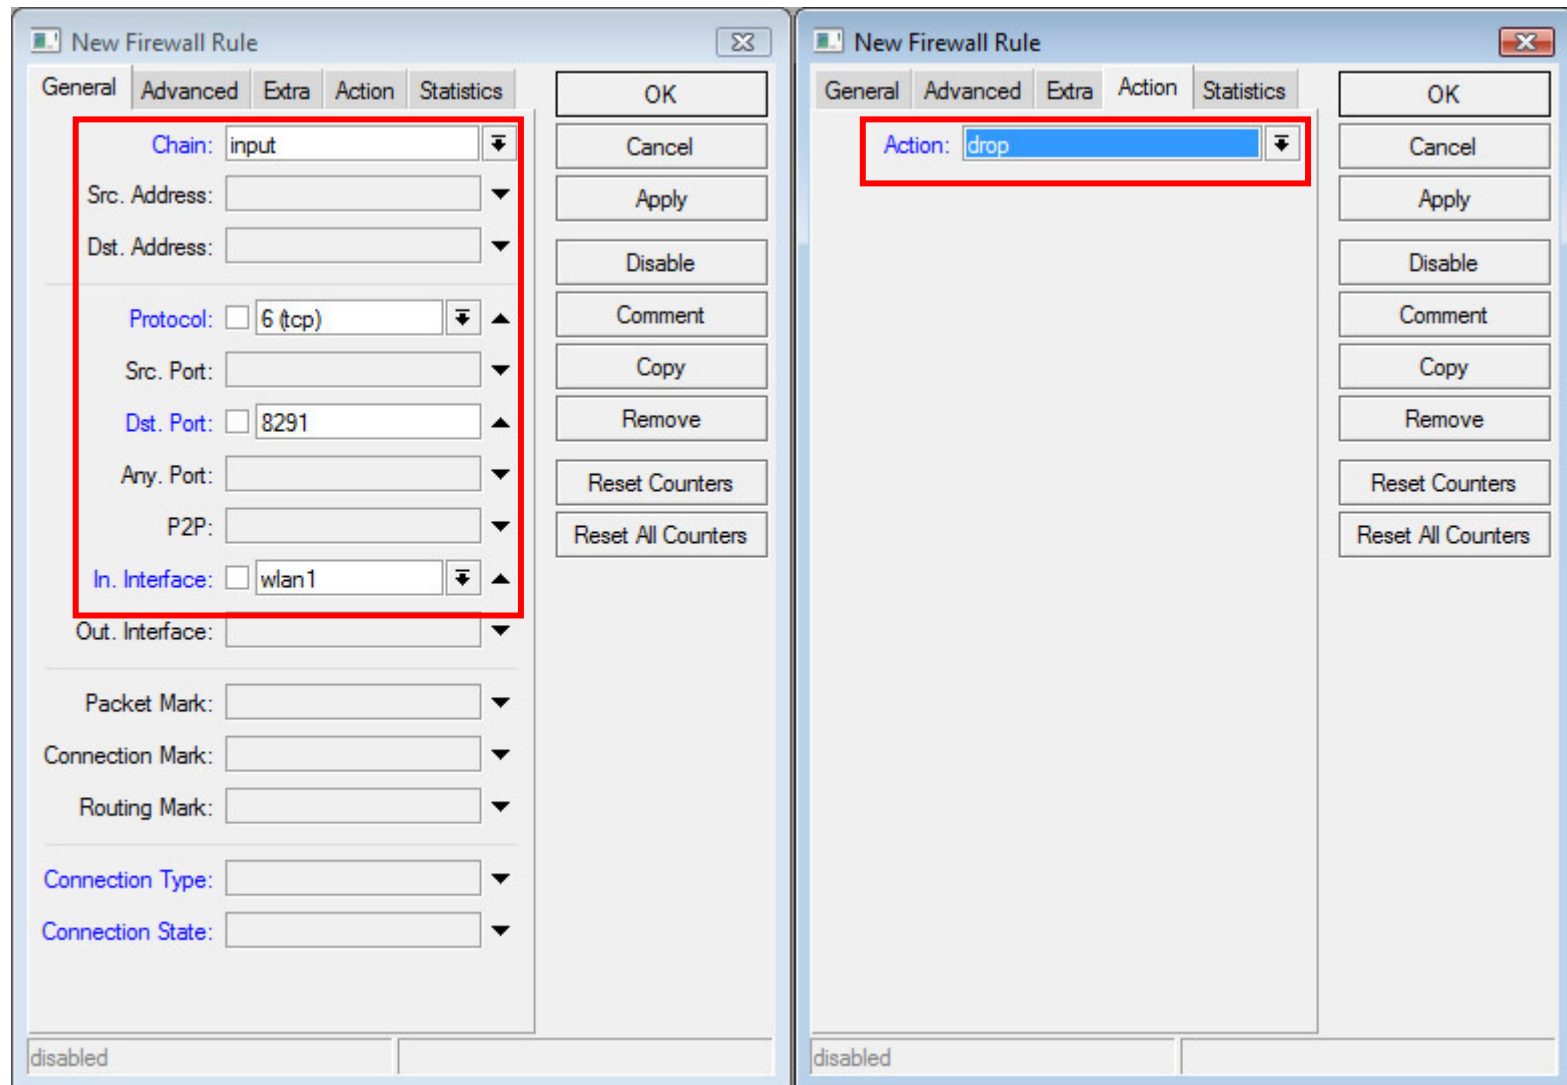 New Firewall Rule
General Advanced Extra Action Statistics
Chain: input
Src. Address:
Dst. Address:
Protocol: 6 (tcp)
Src. Port:
Dst. Port: 8291
Any. Port:
P2P:
In. Interface: wlan1
Out. Interface:
Packet Mark:
Connection Mark:
Routing Mark:
Connection Type:
Connection State:
OK
Cancel
Apply
Disable
Comment
Copy
Remove
Reset Counters
Reset All Counters
disabled
New Firewall Rule
General Advanced Extra Action Statistics
Action: drop
OK
Cancel
Apply
Disable
Comment
Copy
Remove
Reset Counters
Reset All Counters
disabled